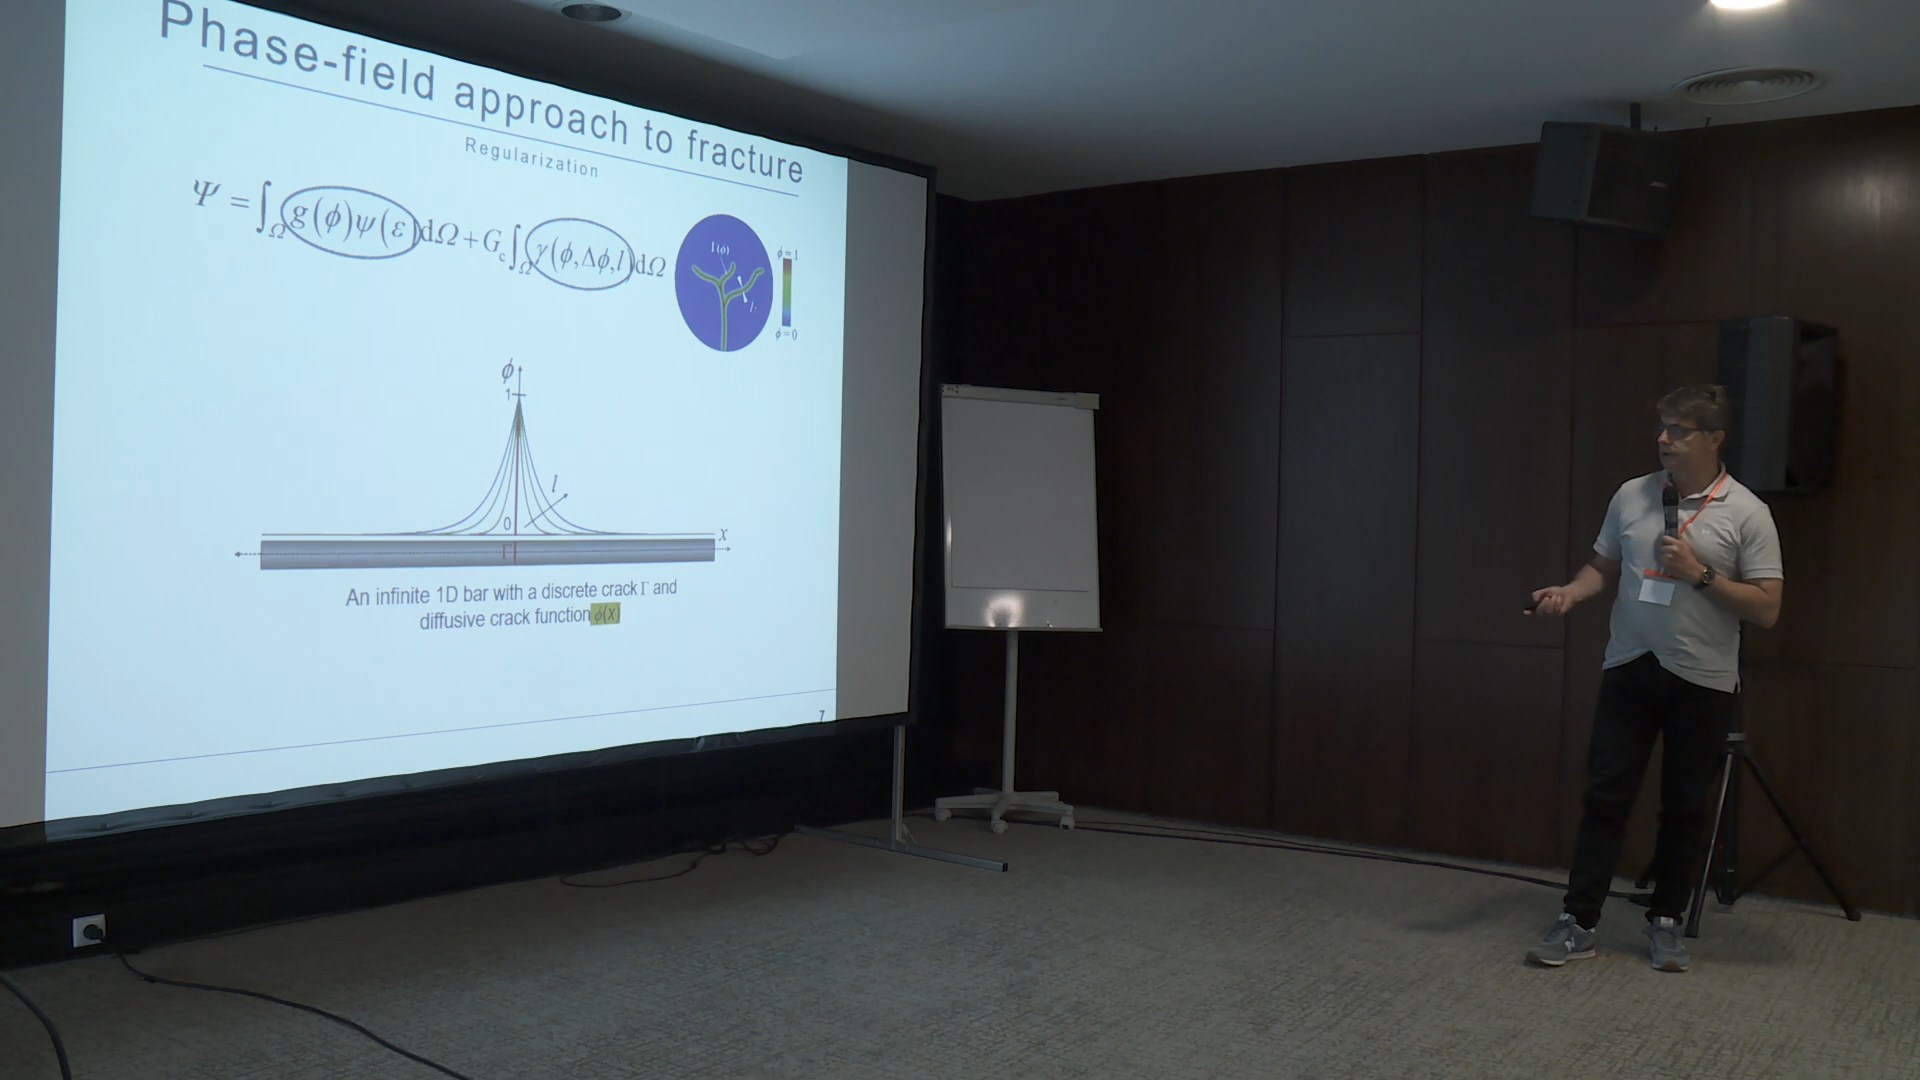 Phase-field approach to fracture
Regularization
Ψ = ∫Ω g(ϕ)ψ(ε)dΩ + Gc∫Ω γ(ϕ,Δϕ,l)dΩ
Γ(ϕ)
ϕ = 1
ϕ = 0
ϕ
1
l
0
x
Γ
An infinite 1D bar with a discrete crack Γ and
diffusive crack function ϕ(x)
7